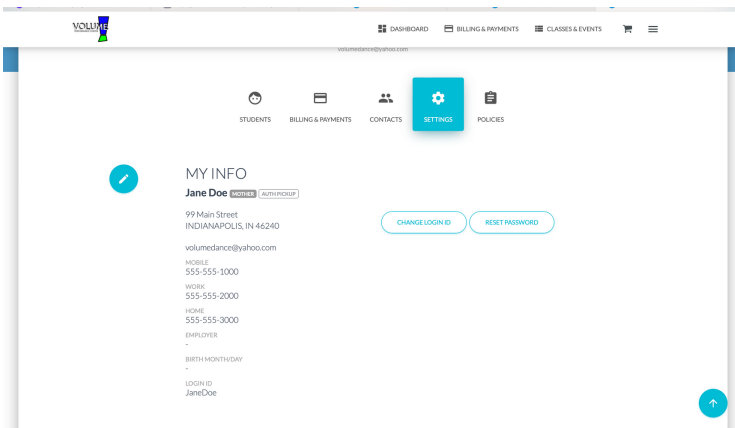 VOLUME
DASHBOARD BILLING & PAYMENTS CLASSES & EVENTS
volumedance@yahoo.com
STUDENTS BILLING & PAYMENTS CONTACTS SETTINGS POLICIES
MY INFO
Jane Doe MOTHER AUTH PICKUP
99 Main Street
INDIANAPOLIS, IN 46240
CHANGE LOGIN ID RESET PASSWORD
volumedance@yahoo.com
MOBILE
555-555-1000
WORK
555-555-2000
HOME
555-555-3000
EMPLOYER
-
BIRTH MONTH/DAY
-
LOGIN ID
JaneDoe